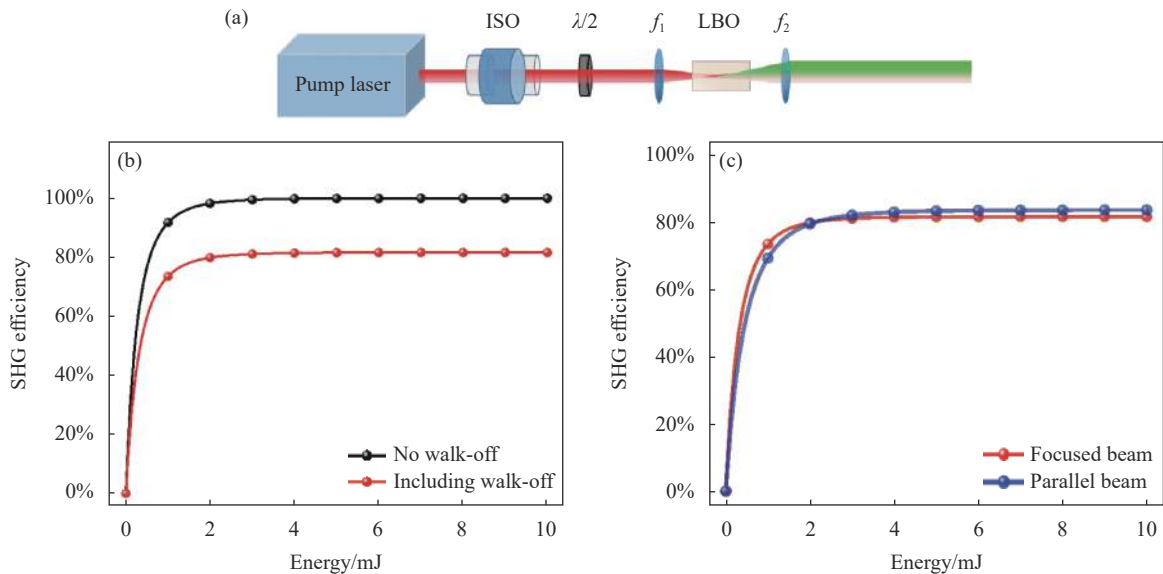 (a)
ISO
λ/2
f₁
LBO
f₂
Pump laser
(b)
100%
80%
60%
40%
20%
0%
SHG efficiency
No walk-off
Including walk-off
0
2
4
6
8
10
Energy/mJ
(c)
100%
80%
60%
40%
20%
0%
SHG efficiency
Focused beam
Parallel beam
0
2
4
6
8
10
Energy/mJ